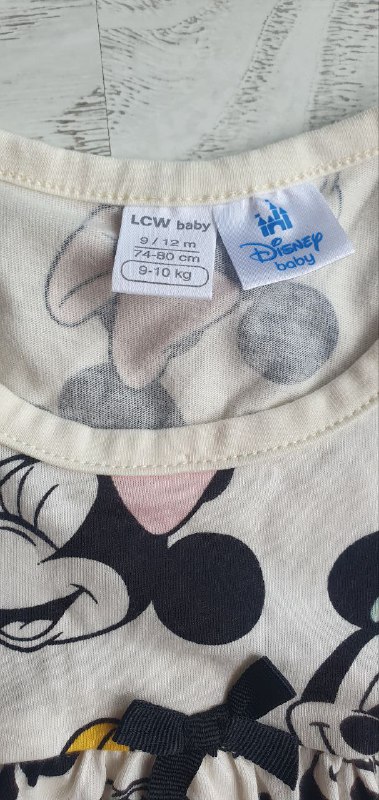 LCW baby
9 / 12 m
74-80 cm
9-10 kg
Disney
baby